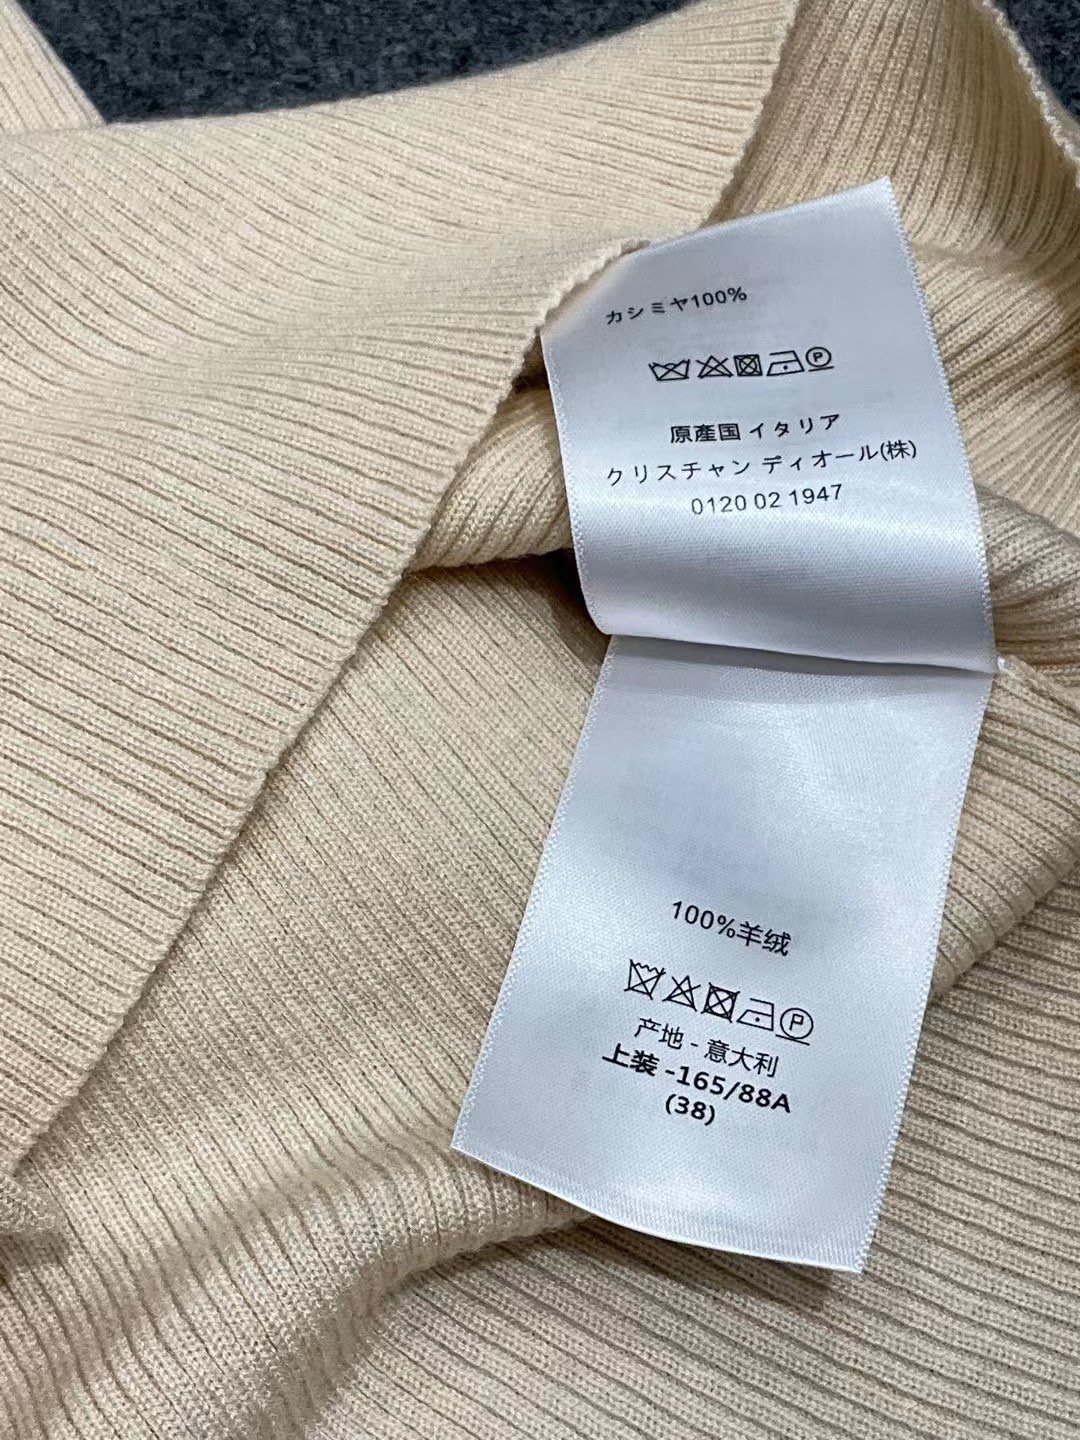 カシミヤ100%
P
原産国 イタリア
クリスチャン ディオール(株)
0120 02 1947
100%羊绒
P
产地 - 意大利
上装 -165/88A
(38)